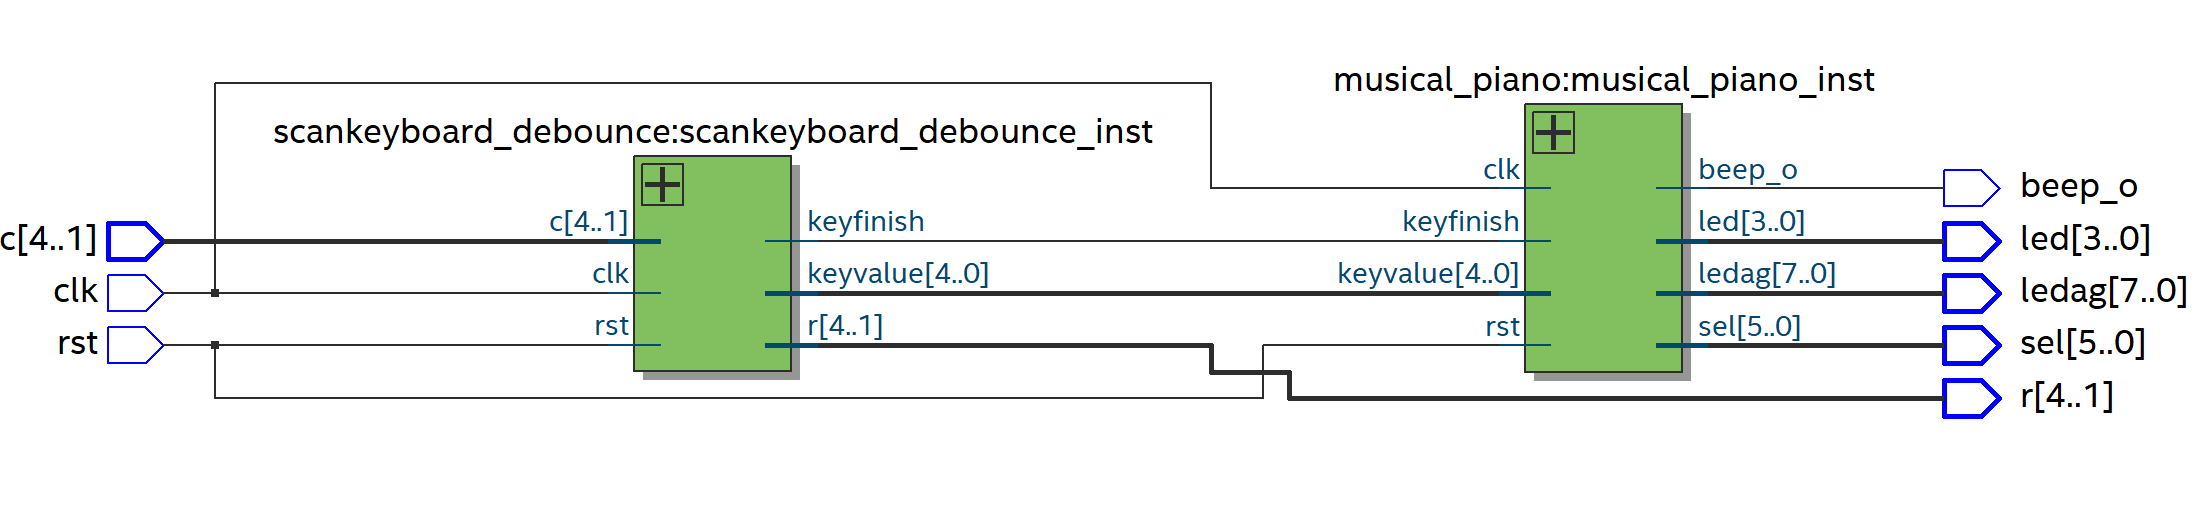 musical_piano:musical_piano_inst
scankeyboard_debounce:scankeyboard_debounce_inst
clk
beep_o
beep_o
c[4..1]
c[4..1]
keyfinish
keyfinish
led[3..0]
led[3..0]
clk
clk
keyvalue[4..0]
keyvalue[4..0]
ledag[7..0]
ledag[7..0]
rst
rst
r[4..1]
rst
sel[5..0]
sel[5..0]
r[4..1]